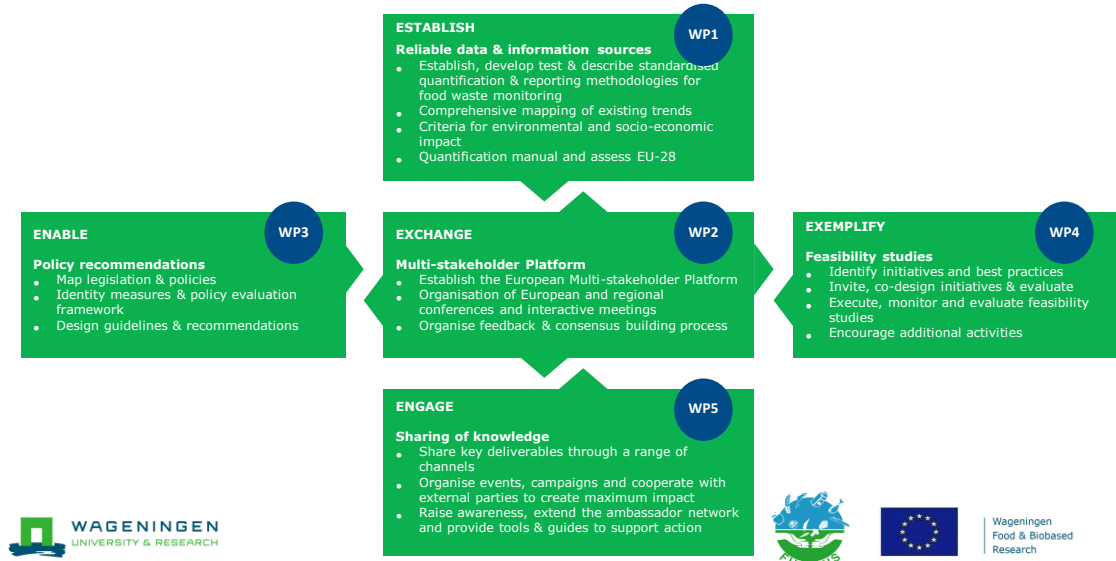 ESTABLISH
WP1
Reliable data & information sources
• Establish, develop test & describe standardised
quantification & reporting methodologies for
food waste monitoring
• Comprehensive mapping of existing trends
• Criteria for environmental and socio-economic
impact
• Quantification manual and assess EU-28
ENABLE
WP3
Policy recommendations
• Map legislation & policies
• Identity measures & policy evaluation
framework
• Design guidelines & recommendations
EXCHANGE
WP2
Multi-stakeholder Platform
• Establish the European Multi-stakeholder Platform
• Organisation of European and regional
conferences and interactive meetings
• Organise feedback & consensus building process
EXEMPLIFY
WP4
Feasibility studies
• Identify initiatives and best practices
• Invite, co-design initiatives & evaluate
• Execute, monitor and evaluate feasibility
studies
• Encourage additional activities
ENGAGE
WP5
Sharing of knowledge
• Share key deliverables through a range of
channels
• Organise events, campaigns and cooperate with
external parties to create maximum impact
• Raise awareness, extend the ambassador network
and provide tools & guides to support action
WAGENINGEN
UNIVERSITY & RESEARCH
Wageningen
Food & Biobased
Research